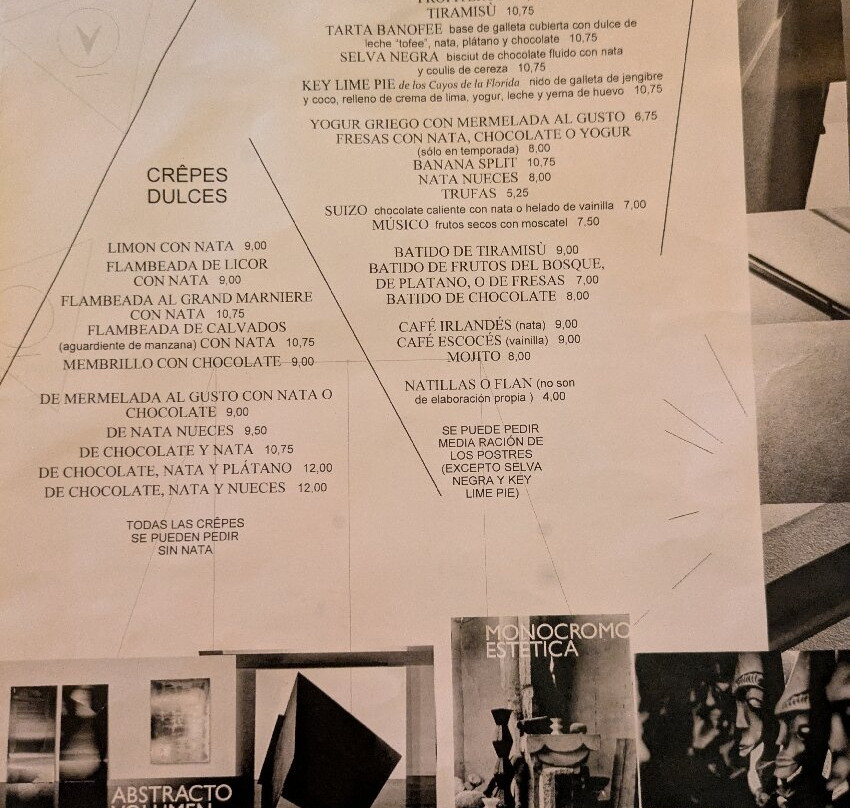 TIRAMISÙ 10,75
TARTA BANOFEE base de galleta cubierta con dulce de
leche "tofee", nata, plátano y chocolate 10,75
SELVA NEGRA bisciut de chocolate fluido con nata
y coulis de cereza 10,75
KEY LIME PIE de los Cayos de la Florida nido de galleta de jengibre
y coco, relleno de crema de lima, yogur, leche y yema de huevo 10,75
YOGUR GRIEGO CON MERMELADA AL GUSTO 6,75
FRESAS CON NATA, CHOCOLATE O YOGUR
(sólo en temporada) 8,00
BANANA SPLIT 10,75
NATA NUECES 8,00
TRUFAS 5,25
SUIZO chocolate caliente con nata o helado de vainilla 7,00
MÚSICO frutos secos con moscatel 7.50
BATIDO DE TIRAMISÙ 9,00
BATIDO DE FRUTOS DEL BOSQUE,
DE PLATANO, O DE FRESAS 7,00
BATIDO DE CHOCOLATE 8,00
CAFÉ IRLANDÉS (nata) 9,00
CAFÉ ESCOCÉS (vainilla) 9,00
MOJITO 8,00
NATILLAS O FLAN (no son
de elaboración propia ) 4,00
SE PUEDE PEDIR
MEDIA RACIÓN DE
LOS POSTRES
(EXCEPTO SELVA
NEGRA Y KEY
LIME PIE)
CRÊPES
DULCES
LIMON CON NATA 9,00
FLAMBEADA DE LICOR
CON NATA 9,00
FLAMBEADA AL GRAND MARNIERE
CON NATA 10,75
FLAMBEADA DE CALVADOS
(aguardiente de manzana) CON NATA 10,75
MEMBRILLO CON CHOCOLATE 9,00
DE MERMELADA AL GUSTO CON NATA O
CHOCOLATE 9,00
DE NATA NUECES 9,50
DE CHOCOLATE Y NATA 10,75
DE CHOCOLATE, NATA Y PLÁTANO 12,00
DE CHOCOLATE, NATA Y NUECES 12,00
TODAS LAS CRÊPES
SE PUEDEN PEDIR
SIN NATA
MONOCROMO
ESTETICA
ABSTRACTO
VOLUMEN